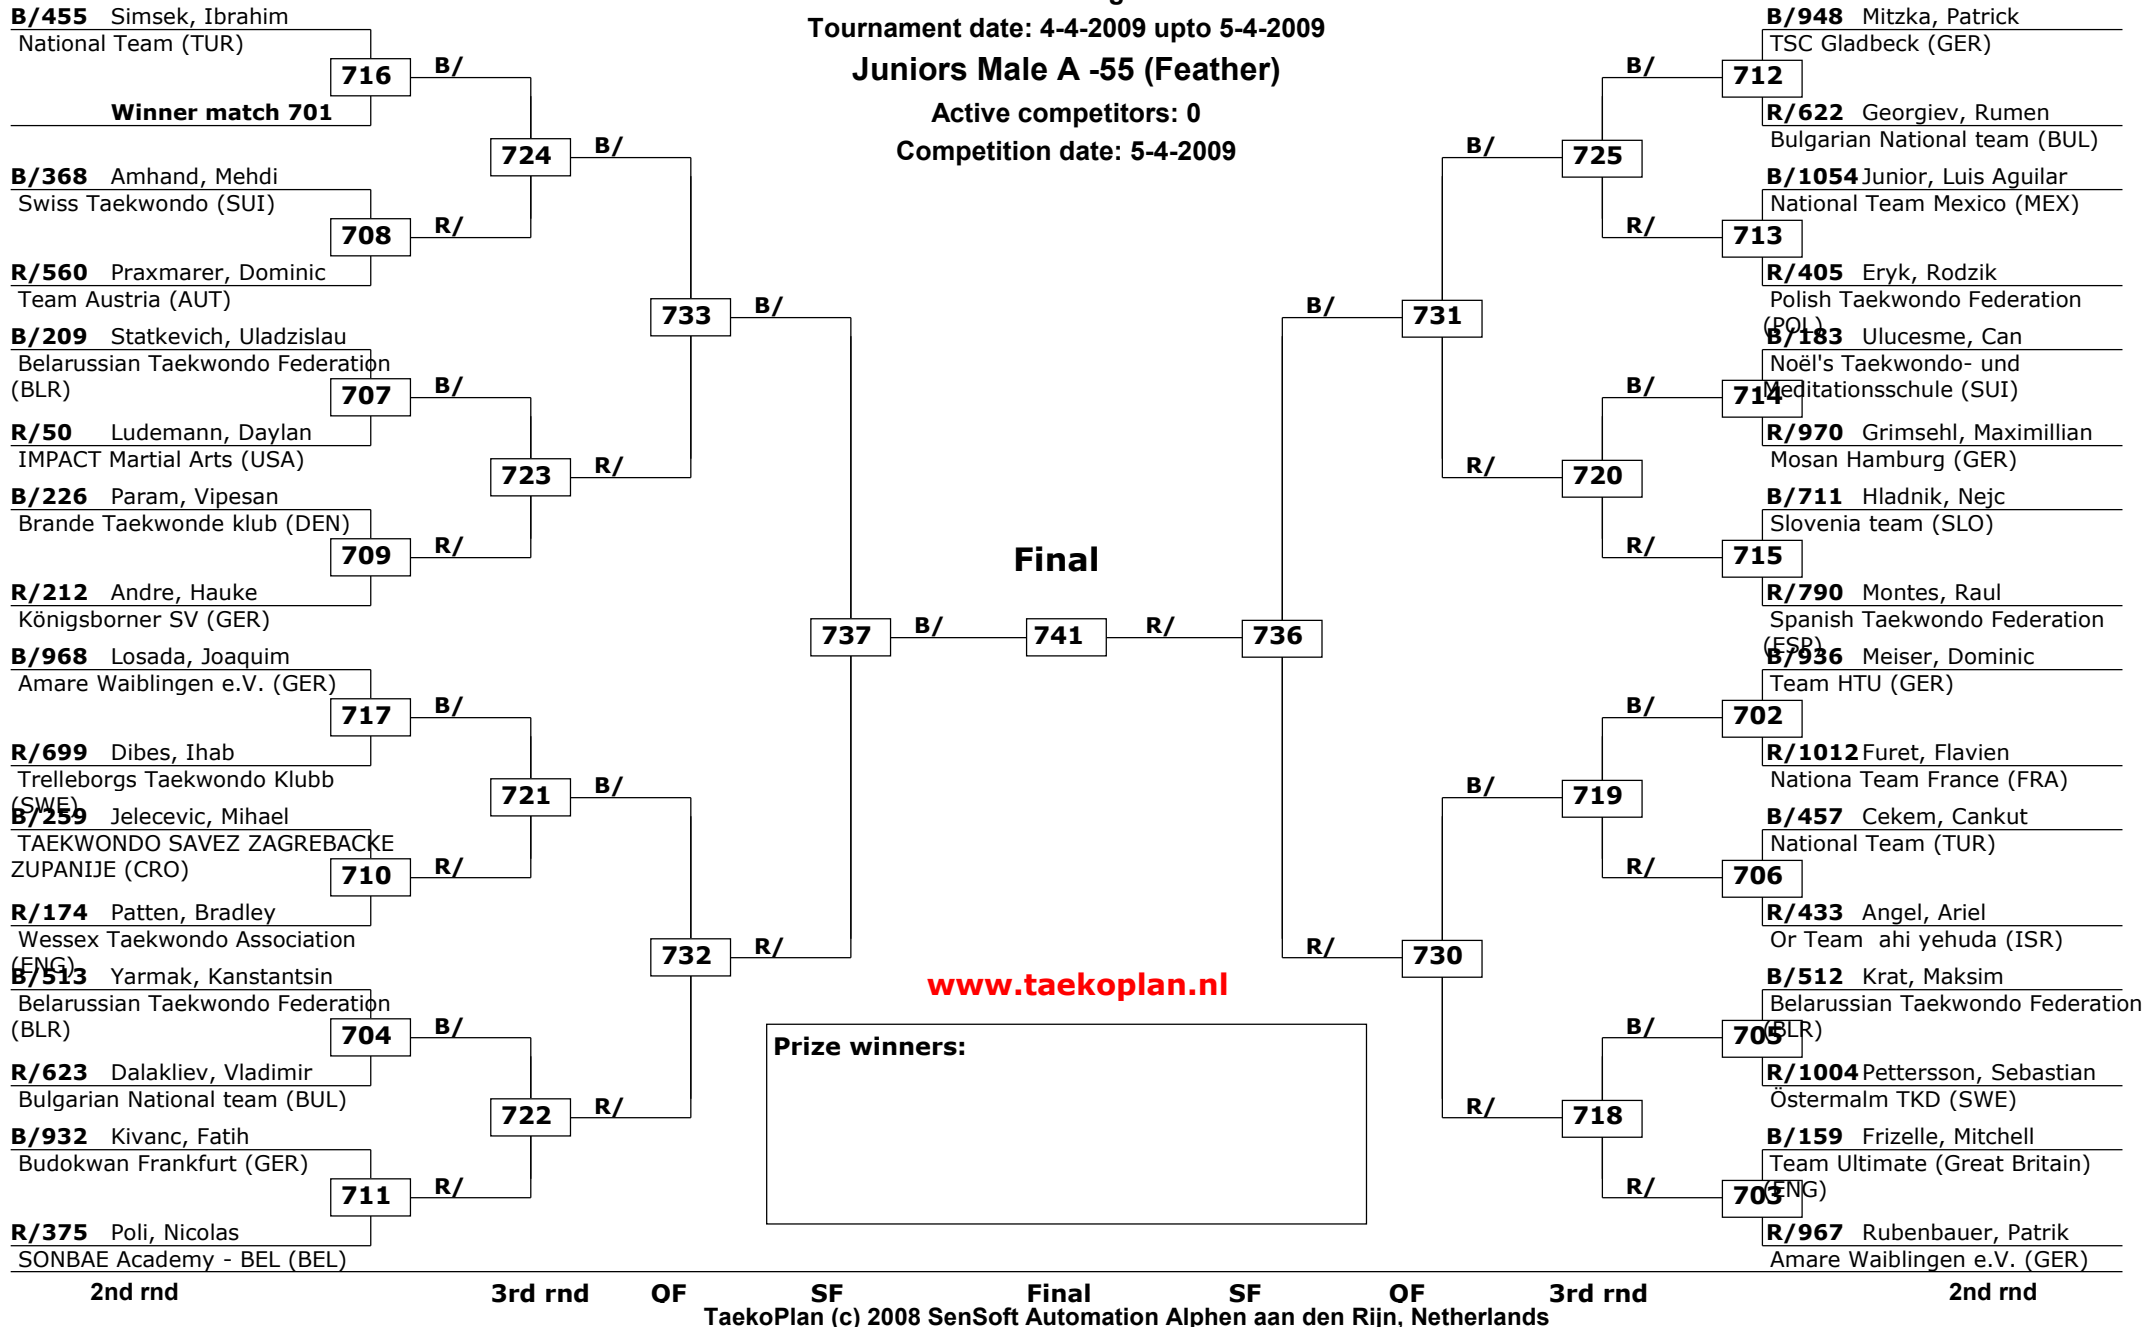 Tournament date: 4-4-2009 upto 5-4-2009
Juniors Male A -55 (Feather)
Active competitors: 0
Competition date: 5-4-2009
B/455 Simsek, Ibrahim
National Team (TUR)
716
B/
Winner match 701
724
B/
B/368 Amhand, Mehdi
Swiss Taekwondo (SUI)
708
R/
R/560 Praxmarer, Dominic
Team Austria (AUT)
733
B/
B/209 Statkevich, Uladzislau
Belarussian Taekwondo Federation
(BLR)
707
B/
R/50 Ludemann, Daylan
IMPACT Martial Arts (USA)
723
R/
B/226 Param, Vipesan
Brande Taekwonde klub (DEN)
709
R/
R/212 Andre, Hauke
Königsborner SV (GER)
737
B/
B/968 Losada, Joaquim
Amare Waiblingen e.V. (GER)
717
B/
R/699 Dibes, Ihab
Trelleborgs Taekwondo Klubb
(SWE)
721
B/
B/259 Jelecevic, Mihael
TAEKWONDO SAVEZ ZAGREBACKE
ZUPANIJE (CRO)
710
R/
R/174 Patten, Bradley
Wessex Taekwondo Association
(ENG)
732
R/
B/513 Yarmak, Kanstantsin
Belarussian Taekwondo Federation
(BLR)
704
B/
R/623 Dalakliev, Vladimir
Bulgarian National team (BUL)
722
R/
B/932 Kivanc, Fatih
Budokwan Frankfurt (GER)
711
R/
R/375 Poli, Nicolas
SONBAE Academy - BEL (BEL)
Final
741
R/
www.taekoplan.nl
Prize winners:
B/948 Mitzka, Patrick
TSC Gladbeck (GER)
B/
712
R/622 Georgiev, Rumen
Bulgarian National team (BUL)
B/
725
B/1054 Junior, Luis Aguilar
National Team Mexico (MEX)
R/
713
R/405 Eryk, Rodzik
Polish Taekwondo Federation
(POL)
B/
731
B/183 Ulucesme, Can
Noël's Taekwondo- und
Meditationsschule (SUI)
B/
714
R/970 Grimsehl, Maximillian
Mosan Hamburg (GER)
R/
720
B/711 Hladnik, Nejc
Slovenia team (SLO)
R/
715
R/790 Montes, Raul
Spanish Taekwondo Federation
(ESP)
736
B/936 Meiser, Dominic
Team HTU (GER)
B/
702
R/1012 Furet, Flavien
Nationa Team France (FRA)
B/
719
B/457 Cekem, Cankut
National Team (TUR)
R/
706
R/433 Angel, Ariel
Or Team ahi yehuda (ISR)
R/
730
B/512 Krat, Maksim
Belarussian Taekwondo Federation
(BLR)
B/
705
R/1004 Pettersson, Sebastian
Östermalm TKD (SWE)
R/
718
B/159 Frizelle, Mitchell
Team Ultimate (Great Britain)
(ENG)
R/
703
R/967 Rubenbauer, Patrik
Amare Waiblingen e.V. (GER)
2nd rnd 3rd rnd OF SF Final SF OF 3rd rnd 2nd rnd
TaekoPlan (c) 2008 SenSoft Automation Alphen aan den Rijn, Netherlands